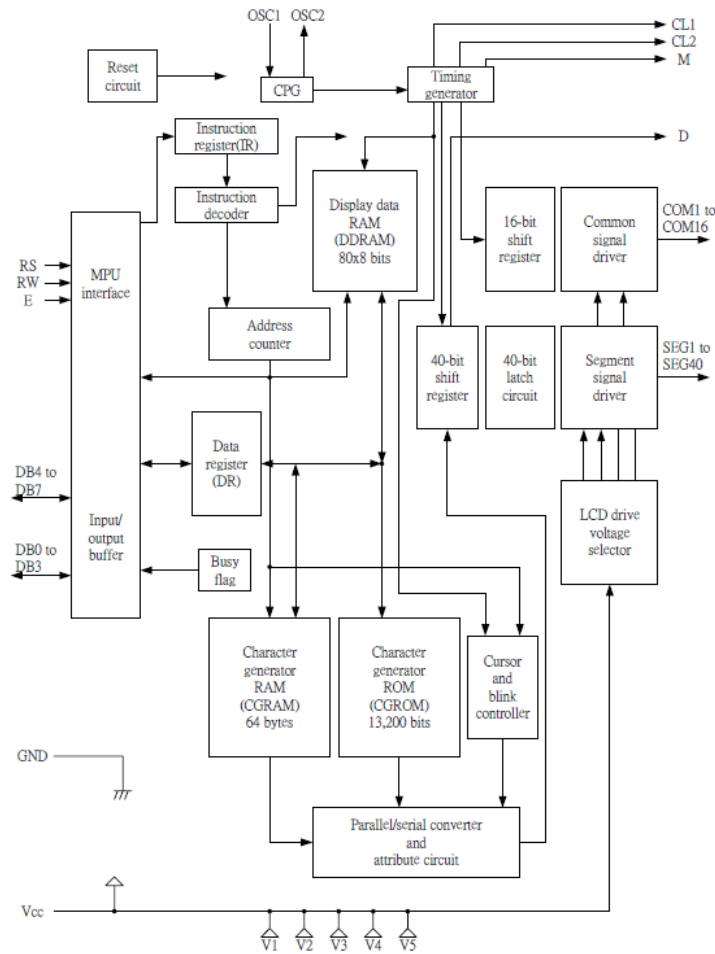 OSC1 OSC2
CL1
CL2
M
Reset
circuit
CPG
Timing
generator
Instruction
register(IR)
D
Instruction
decoder
Display data
RAM
(DDRAM)
80x8 bits
16-bit
shift
register
Common
signal
driver
COM1 to
COM16
MPU
interface
RS
RW
E
Address
counter
40-bit
shift
register
40-bit
latch
circuit
Segment
signal
driver
SEG1 to
SEG40
Data
register
(DR)
DB4 to
DB7
Input/
output
buffer
LCD drive
voltage
selector
DB0 to
DB3
Busy
flag
Character
generator
RAM
(CGRAM)
64 bytes
Character
generator
ROM
(CGROM)
13,200 bits
Cursor
and
blink
controller
GND
Parallel/serial converter
and
attribute circuit
Vcc
V1 V2 V3 V4 V5